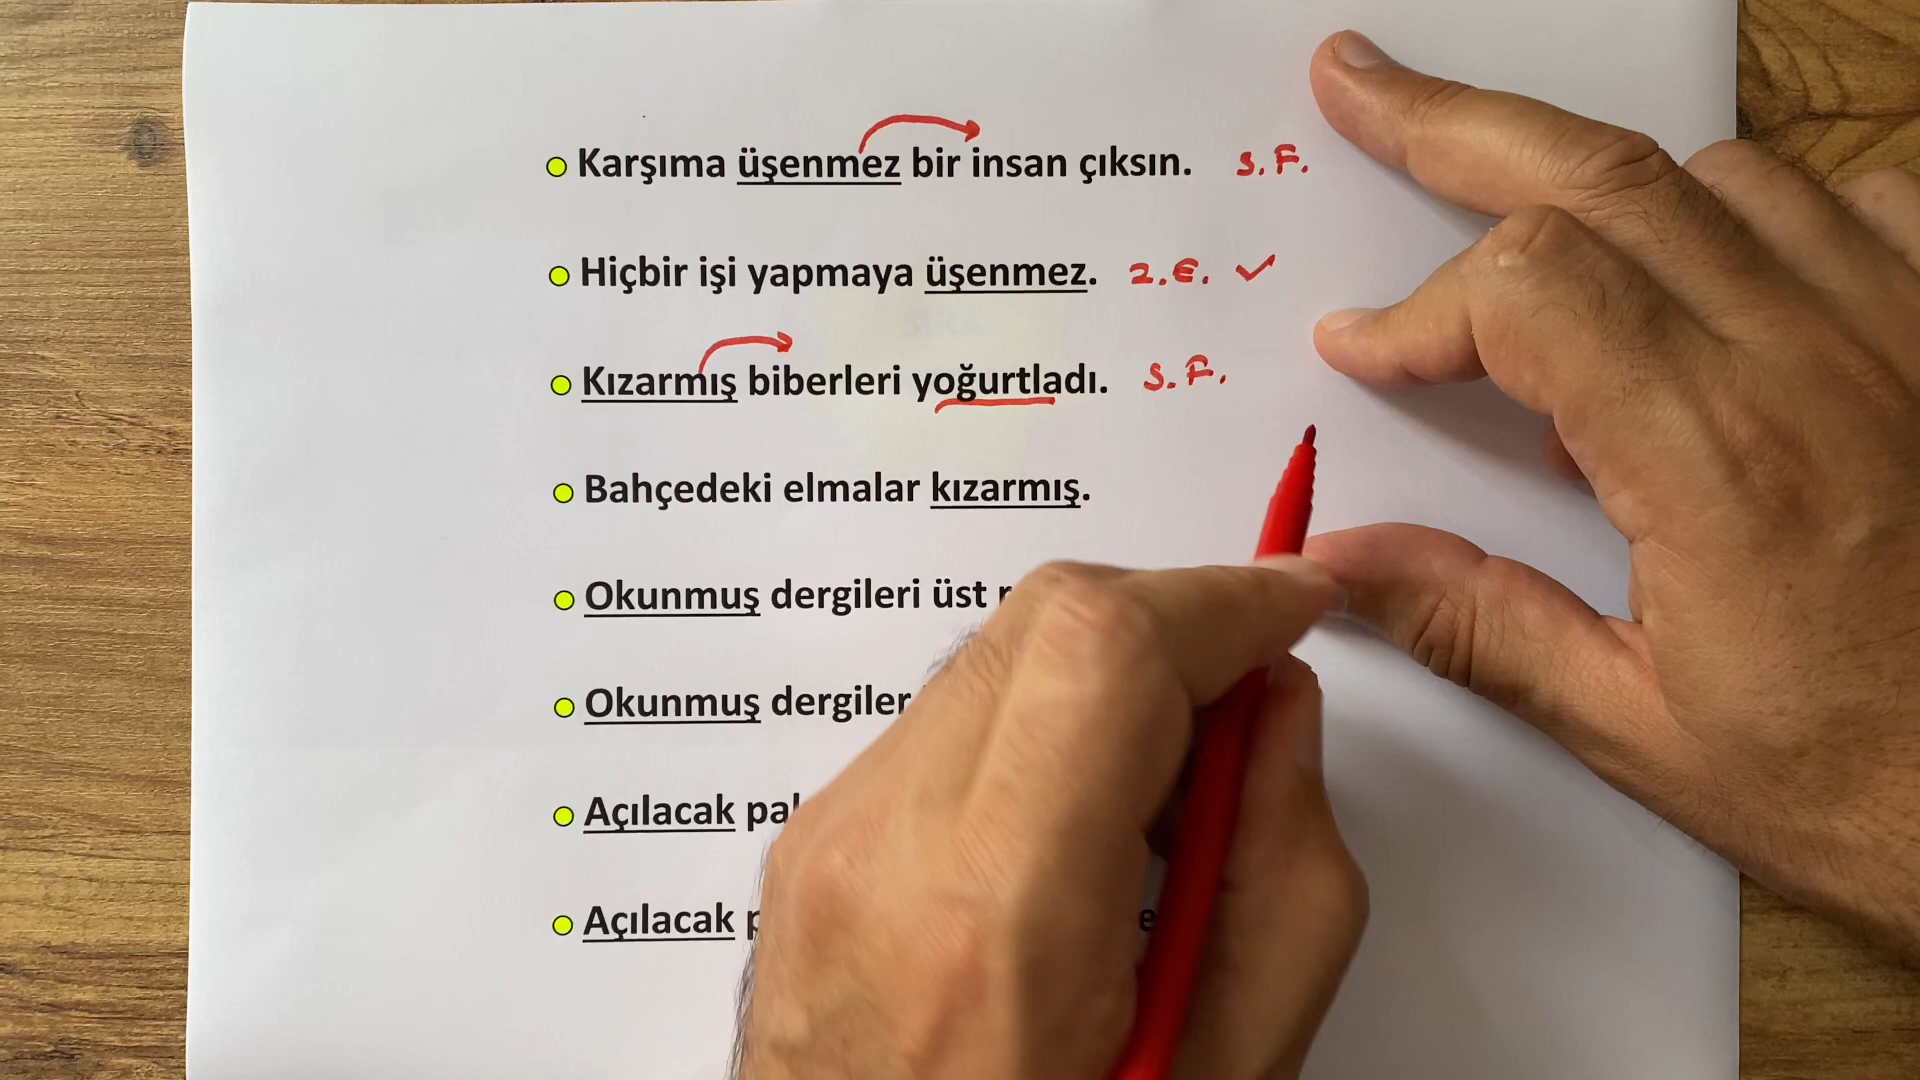 Karşıma üşenmez bir insan çıksın. S.F.
Hiçbir işi yapmaya üşenmez. 2.E. ✓
Kızarmış biberleri yoğurtladı. S.F.
Bahçedeki elmalar kızarmış.
Okunmuş dergileri üst
Okunmuş dergiler
Açılacak
Açılacak